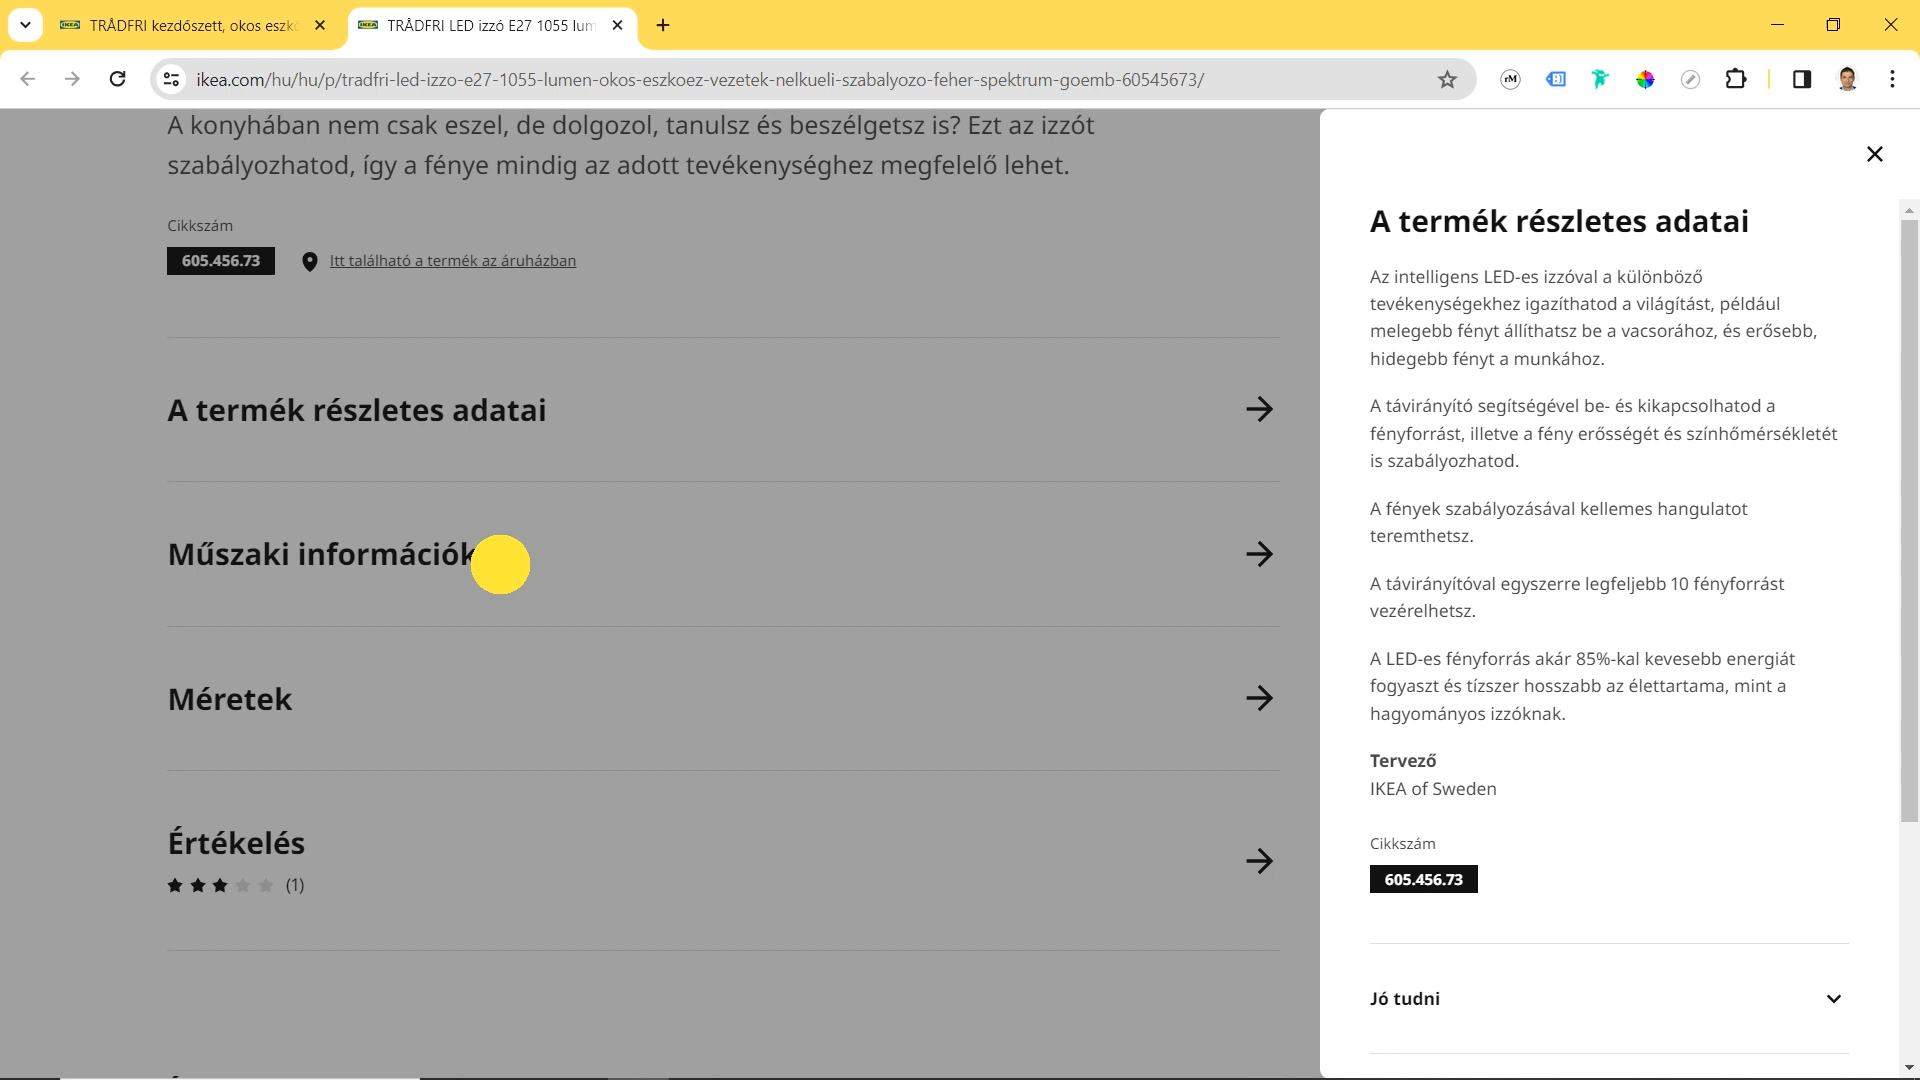 TRÅDFRI kezdőszett, okos eszkö
TRÅDFRI LED izzó E27 1055 lum
ikea.com/hu/hu/p/tradfri-led-izzo-e27-1055-lumen-okos-eszkoez-vezetek-nelkueli-szabalyozo-feher-spektrum-goemb-60545673/
A konyhában nem csak eszel, de dolgozol, tanulsz és beszélgetsz is? Ezt az izzót
szabályozhatod, így a fénye mindig az adott tevékenységhez megfelelő lehet.
Cikkszám
605.456.73
Itt található a termék az áruházban
A termék részletes adatai
Műszaki információk
Méretek
Értékelés
(1)
A termék részletes adatai
Az intelligens LED-es izzóval a különböző
tevékenységekhez igazíthatod a világítást, például
melegebb fényt állíthatsz be a vacsorához, és erősebb,
hidegebb fényt a munkához.
A távirányító segítségével be- és kikapcsolhatod a
fényforrást, illetve a fény erősségét és színhőmérsékletét
is szabályozhatod.
A fények szabályozásával kellemes hangulatot
teremthetsz.
A távirányítóval egyszerre legfeljebb 10 fényforrást
vezérelhetsz.
A LED-es fényforrás akár 85%-kal kevesebb energiát
fogyaszt és tízszer hosszabb az élettartama, mint a
hagyományos izzóknak.
Tervező
IKEA of Sweden
Cikkszám
605.456.73
Jó tudni